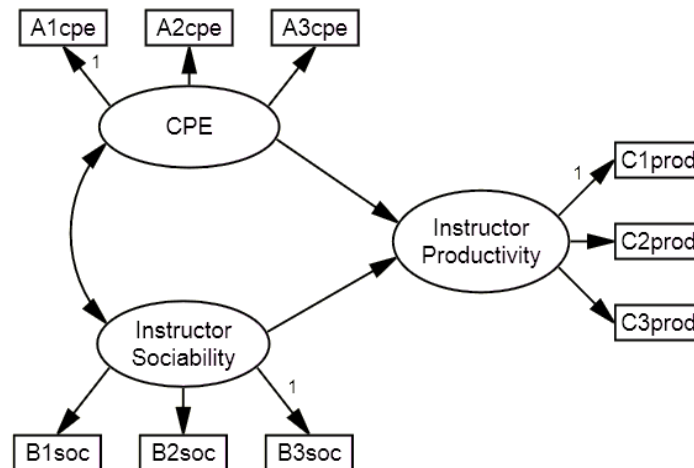 A1cpe
A2cpe
A3cpe
1
CPE
1
C1prod
Instructor
Productivity
C2prod
C3prod
Instructor
Sociability
1
B1soc
B2soc
B3soc